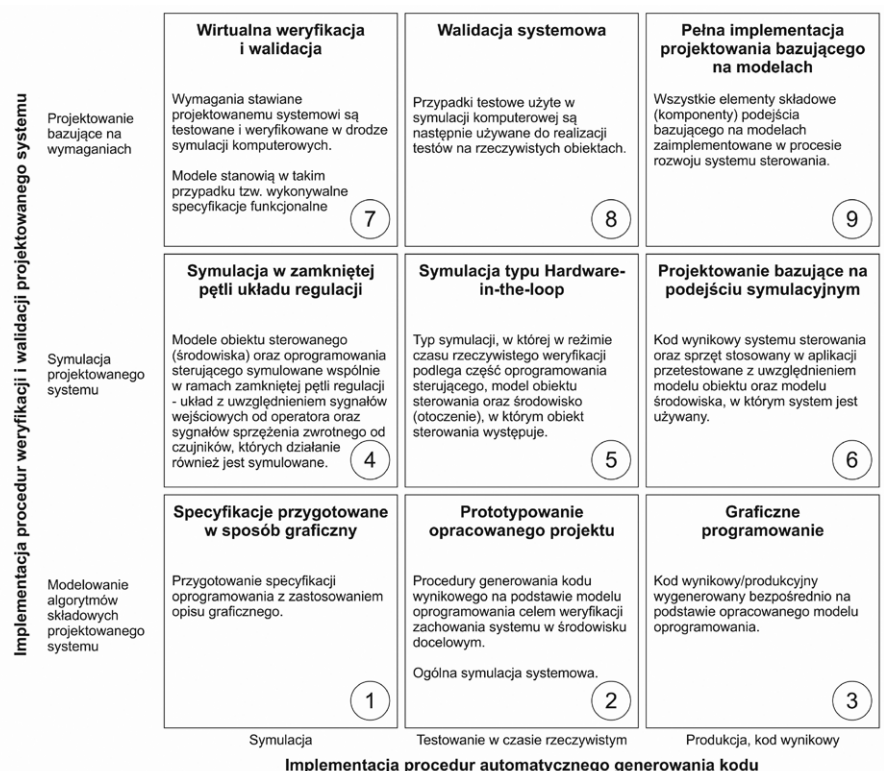 Implementacja procedur weryfikacji i walidacji projektowanego systemu
Projektowanie
bazujące na
wymaganiach
Wirtualna weryfikacja
i walidacja
Wymagania stawiane
projektowanemu systemowi są
testowane i weryfikowane w drodze
symulacji komputerowych.
Modele stanowią w takim
przypadku tzw. wykonywalne
specyfikacje funkcjonalne
7
Walidacja systemowa
Przypadki testowe użyte w
symulacji komputerowej są
następnie używane do realizacji
testów na rzeczywistych obiektach.
8
Pełna implementacja
projektowania bazującego
na modelach
Wszystkie elementy składowe
(komponenty) podejścia
bazującego na modelach
zaimplementowane w procesie
rozwoju systemu sterowania.
9
Symulacja
projektowanego
systemu
Symulacja w zamkniętej
pętli układu regulacji
Modele obiektu sterowanego
(środowiska) oraz oprogramowania
sterującego symulowane wspólnie
w ramach zamkniętej pętli regulacji
- układ z uwzględnieniem sygnałów
wejściowych od operatora oraz
sygnałów sprzężenia zwrotnego od
czujników, których działanie
również jest symulowane.
4
Symulacja typu Hardware-
in-the-loop
Typ symulacji, w której w reżimie
czasu rzeczywistego weryfikacji
podlega część oprogramowania
sterującego, model obiektu
sterowania oraz środowisko
(otoczenie), w którym obiekt
sterowania występuje.
5
Projektowanie bazujące na
podejściu symulacyjnym
Kod wynikowy systemu sterowania
oraz sprzęt stosowany w aplikacji
przetestowane z uwzględnieniem
modelu obiektu oraz modelu
środowiska, w którym system jest
używany.
6
Modelowanie
algorytmów
składowych
projektowanego
systemu
Specyfikacje przygotowane
w sposób graficzny
Przygotowanie specyfikacji
oprogramowania z zastosowaniem
opisu graficznego.
1
Prototypowanie
opracowanego projektu
Procedury generowania kodu
wynikowego na podstawie modelu
oprogramowania celem weryfikacji
zachowania systemu w środowisku
docelowym.
Ogólna symulacja systemowa.
2
Graficzne
programowanie
Kod wynikowy/produkcyjny
wygenerowany bezpośrednio na
podstawie opracowanego modelu
oprogramowania.
3
Symulacja
Testowanie w czasie rzeczywistym
Produkcja, kod wynikowy
Implementacja procedur automatycznego generowania kodu